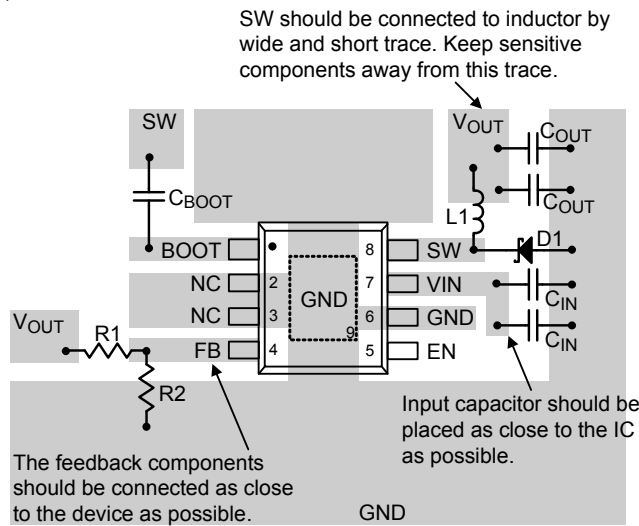 SW should be connected to inductor by
wide and short trace. Keep sensitive
components away from this trace.
SW
VOUT
COUT
CBOOT
COUT
L1
D1
BOOT
8
SW
NC
2
7
VIN
CIN
GND
NC
3
6
GND
9
CIN
VOUT
R1
FB
4
5
EN
R2
Input capacitor should be
placed as close to the IC
as possible.
The feedback components
should be connected as close
to the device as possible.
GND